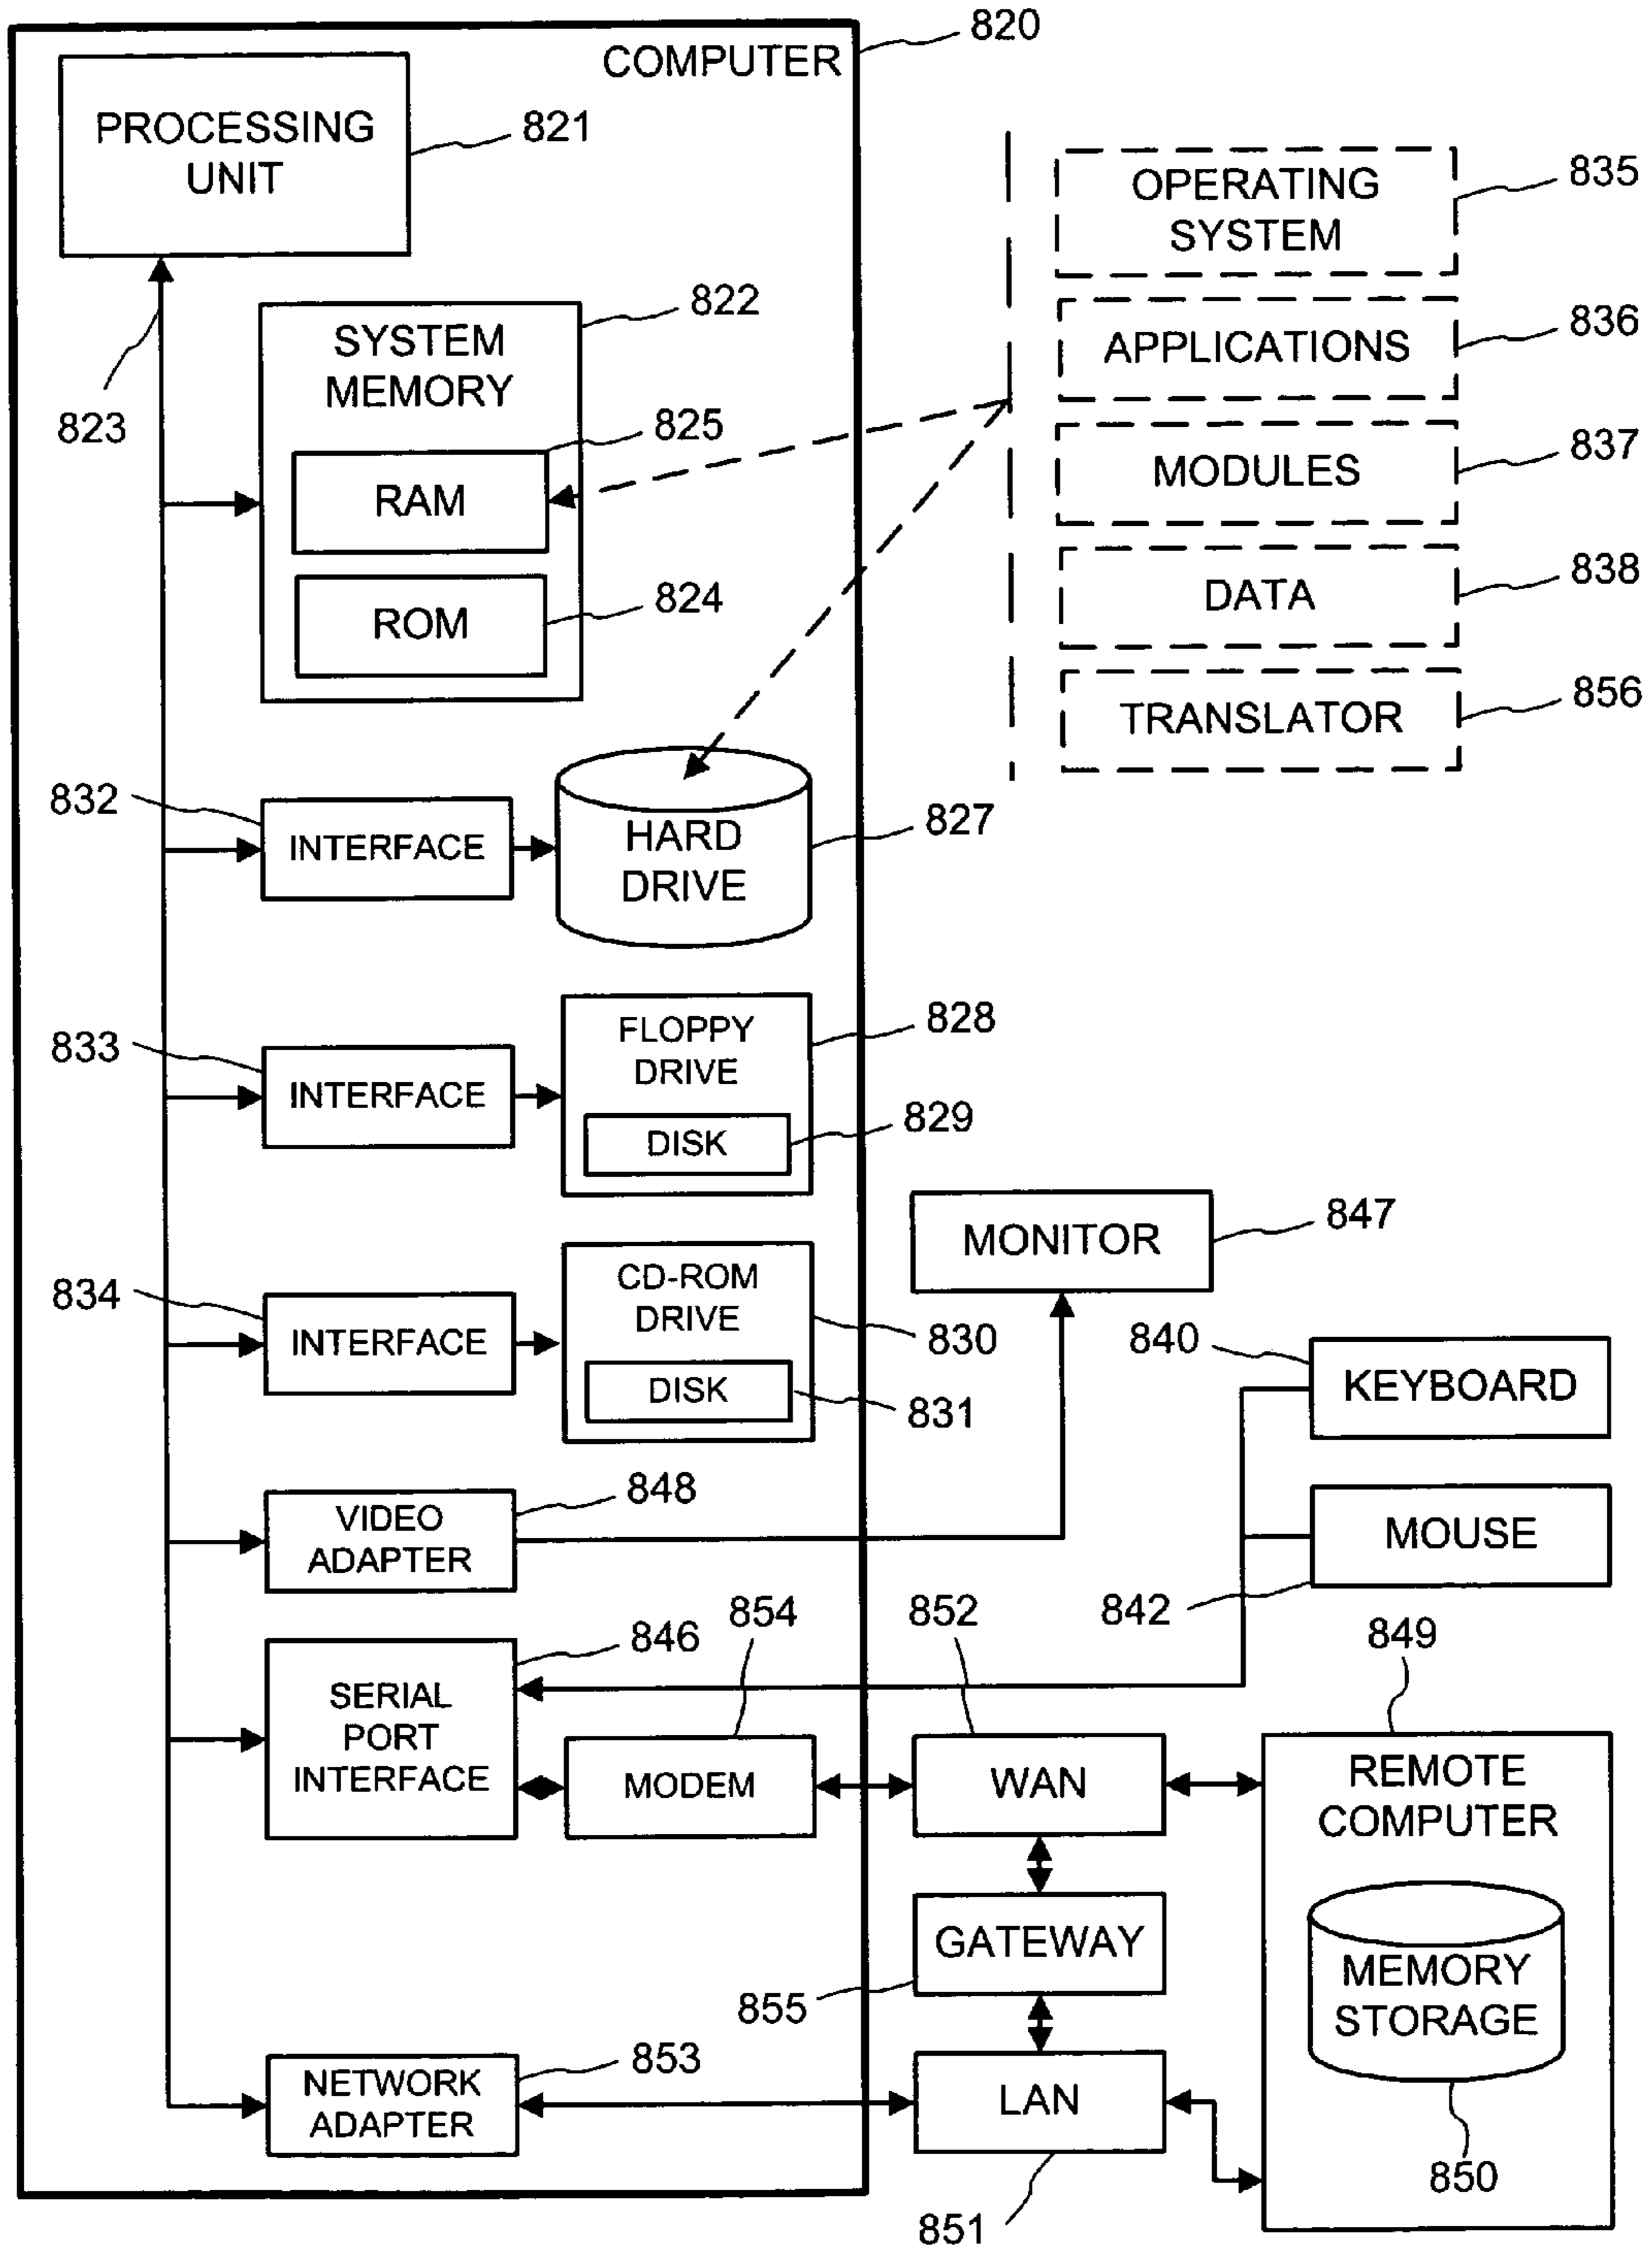 820
COMPUTER
PROCESSING
UNIT
821
823
SYSTEM
MEMORY
822
RAM
825
ROM
824
OPERATING
SYSTEM
835
APPLICATIONS
836
MODULES
837
DATA
838
TRANSLATOR
856
832
INTERFACE
HARD
DRIVE
827
833
INTERFACE
FLOPPY
DRIVE
828
DISK
829
834
INTERFACE
CD-ROM
DRIVE
830
DISK
831
MONITOR
847
840
KEYBOARD
MOUSE
842
VIDEO
ADAPTER
848
SERIAL
PORT
INTERFACE
846
MODEM
854
WAN
852
849
REMOTE
COMPUTER
MEMORY
STORAGE
850
GATEWAY
855
NETWORK
ADAPTER
853
LAN
851